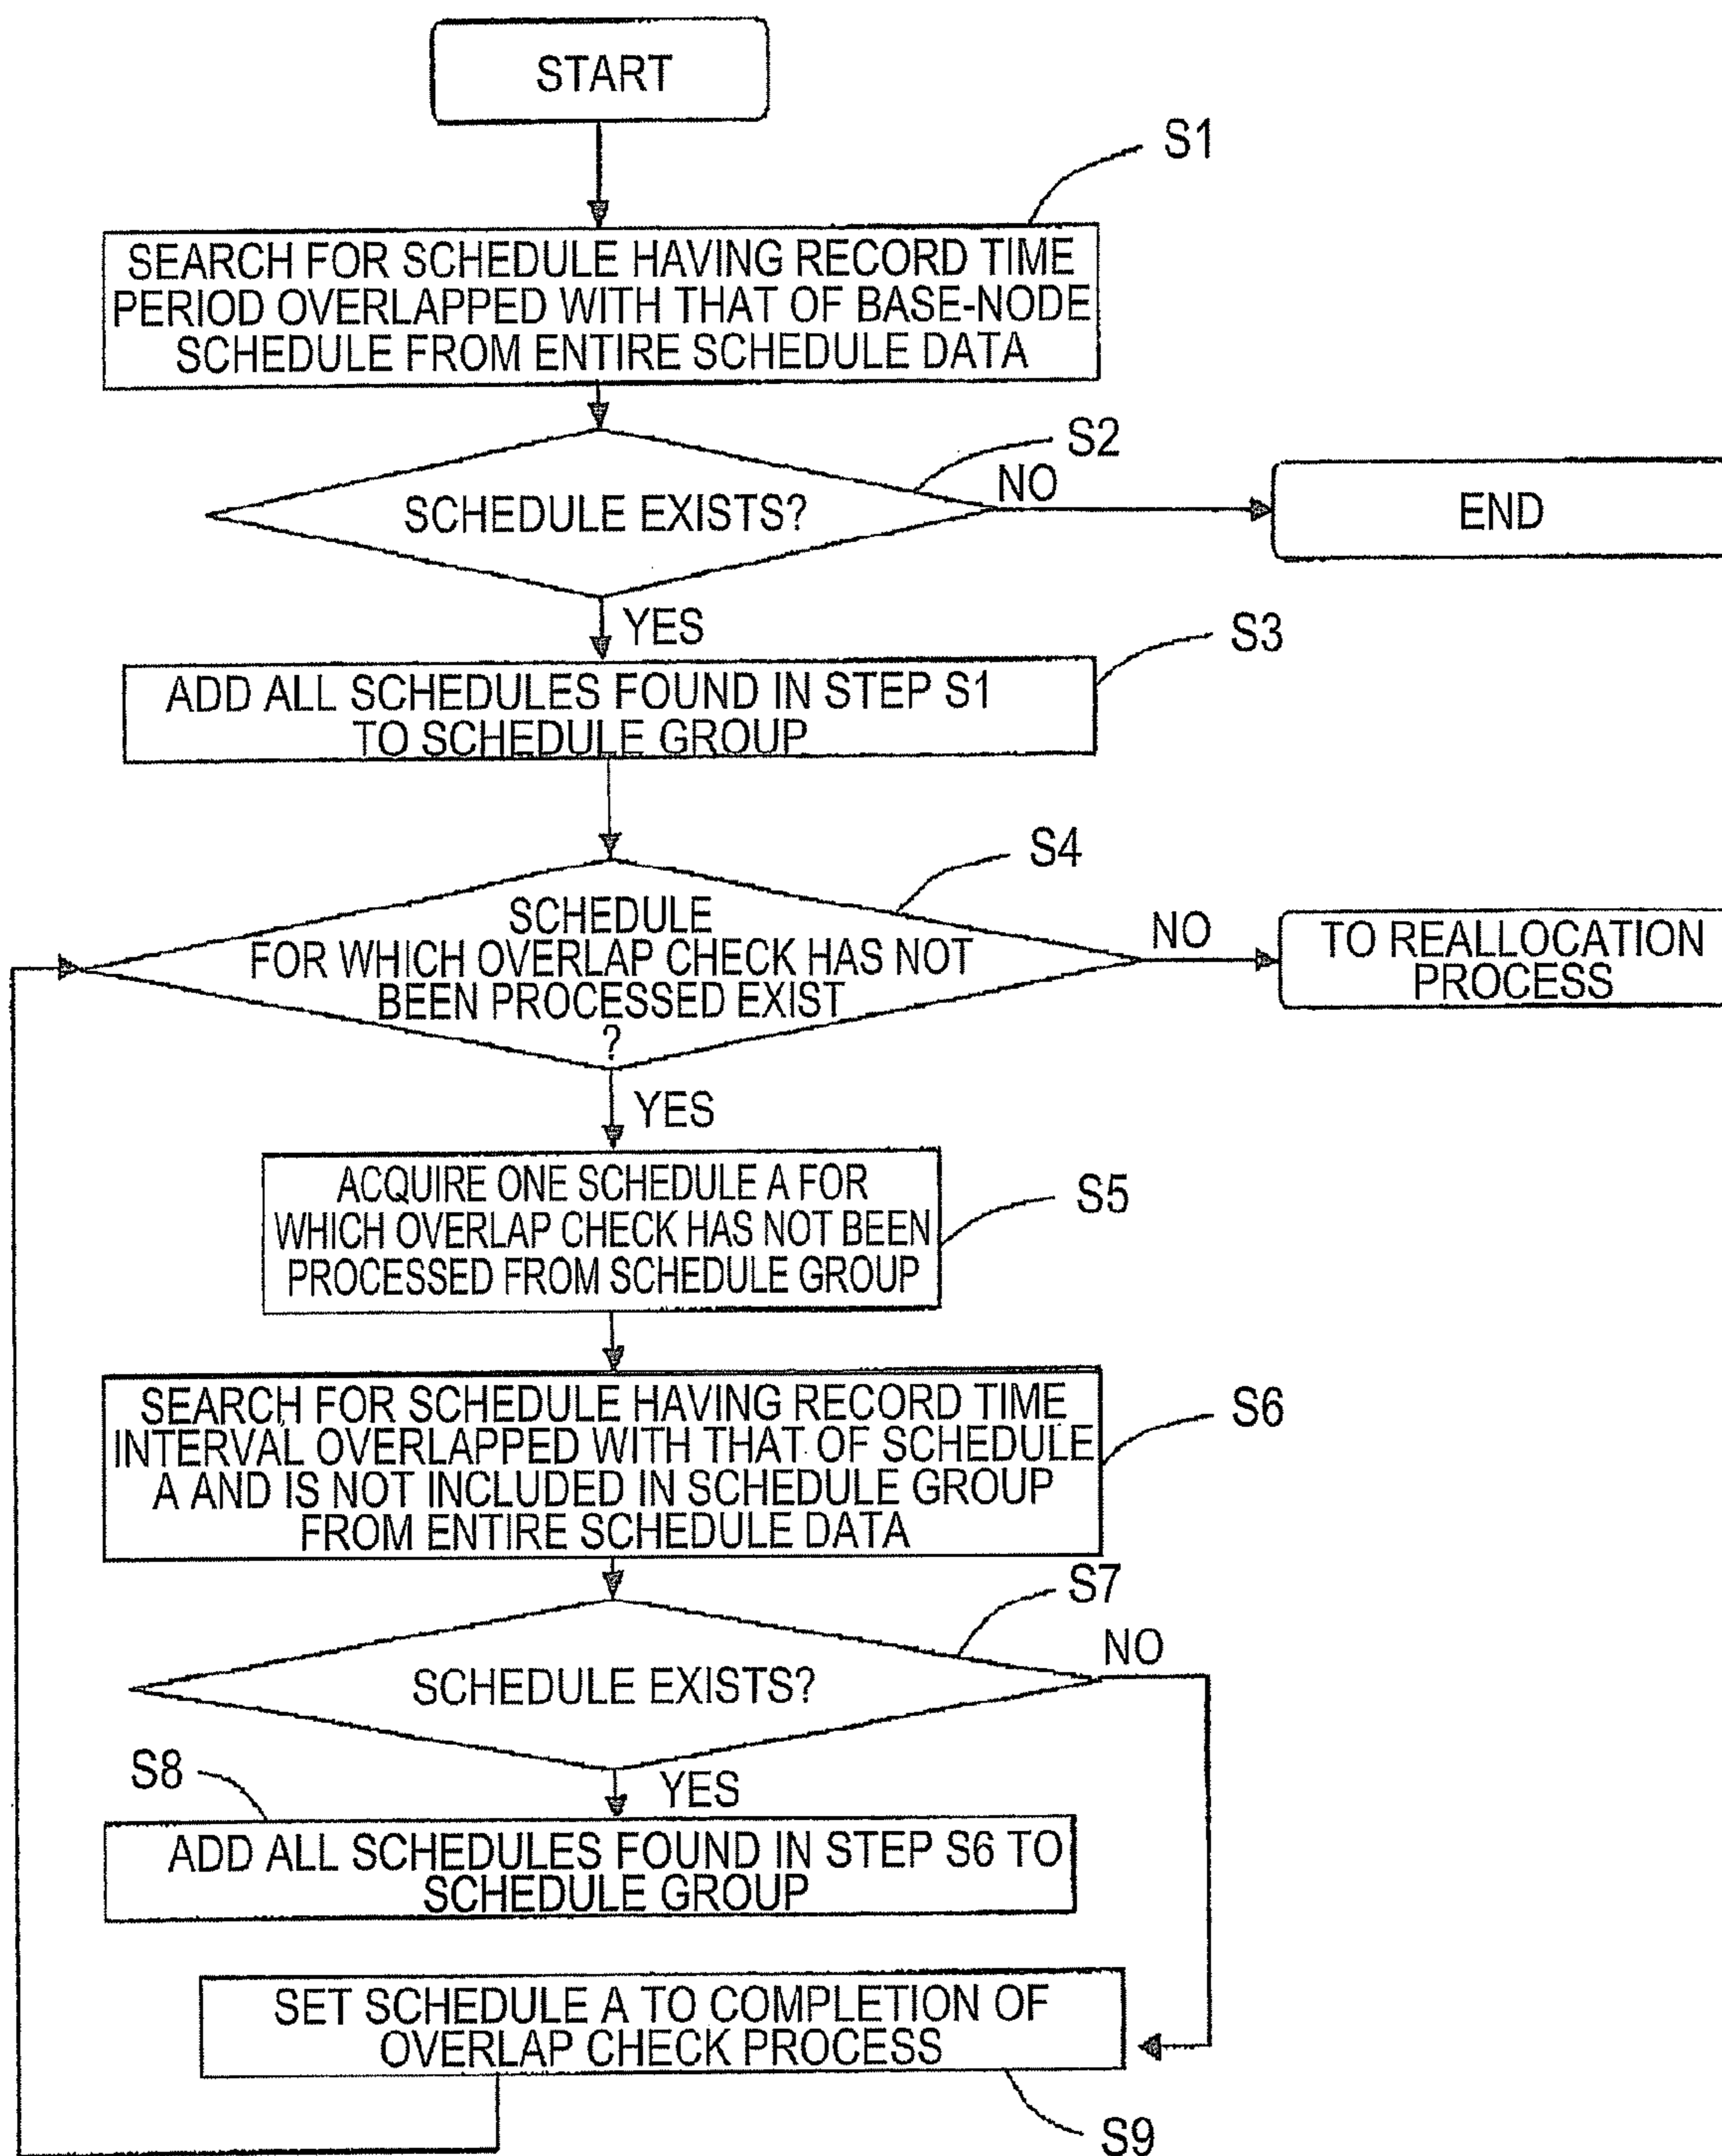 START
S1
SEARCH FOR SCHEDULE HAVING RECORD TIME
PERIOD OVERLAPPED WITH THAT OF BASE-NODE
SCHEDULE FROM ENTIRE SCHEDULE DATA
S2
SCHEDULE EXISTS?
NO
END
YES
S3
ADD ALL SCHEDULES FOUND IN STEP S1
TO SCHEDULE GROUP
S4
SCHEDULE
FOR WHICH OVERLAP CHECK HAS NOT
BEEN PROCESSED EXIST
?
NO
TO REALLOCATION
PROCESS
YES
S5
ACQUIRE ONE SCHEDULE A FOR
WHICH OVERLAP CHECK HAS NOT BEEN
PROCESSED FROM SCHEDULE GROUP
S6
SEARCH FOR SCHEDULE HAVING RECORD TIME
INTERVAL OVERLAPPED WITH THAT OF SCHEDULE
A AND IS NOT INCLUDED IN SCHEDULE GROUP
FROM ENTIRE SCHEDULE DATA
S7
SCHEDULE EXISTS?
NO
S8
YES
ADD ALL SCHEDULES FOUND IN STEP S6 TO
SCHEDULE GROUP
SET SCHEDULE A TO COMPLETION OF
OVERLAP CHECK PROCESS
S9